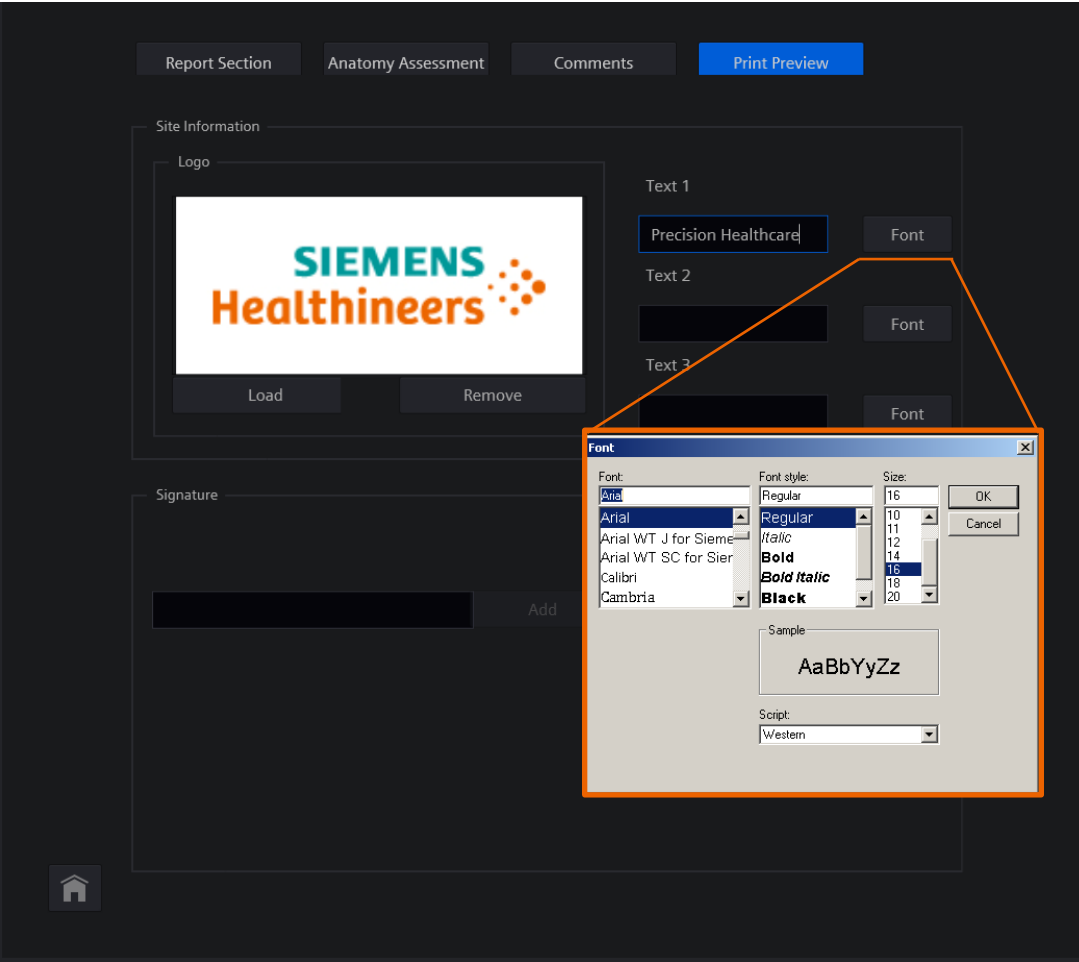 Report Section
Anatomy Assessment
Comments
Print Preview
Site Information
Logo
SIEMENS
Healthineers
Load
Remove
Text 1
Precision Healthcare
Font
Text 2
Font
Text 3
Font
Signature
Add
Font
Font:
Arial
Arial
Arial WT J for Sieme
Arial WT SC for Sier
Calibri
Cambria
Font style:
Regular
Regular
Italic
Bold
Bold Italic
Black
Size:
16
10
11
12
14
16
18
20
OK
Cancel
Sample
AaBbYyZz
Script:
Western